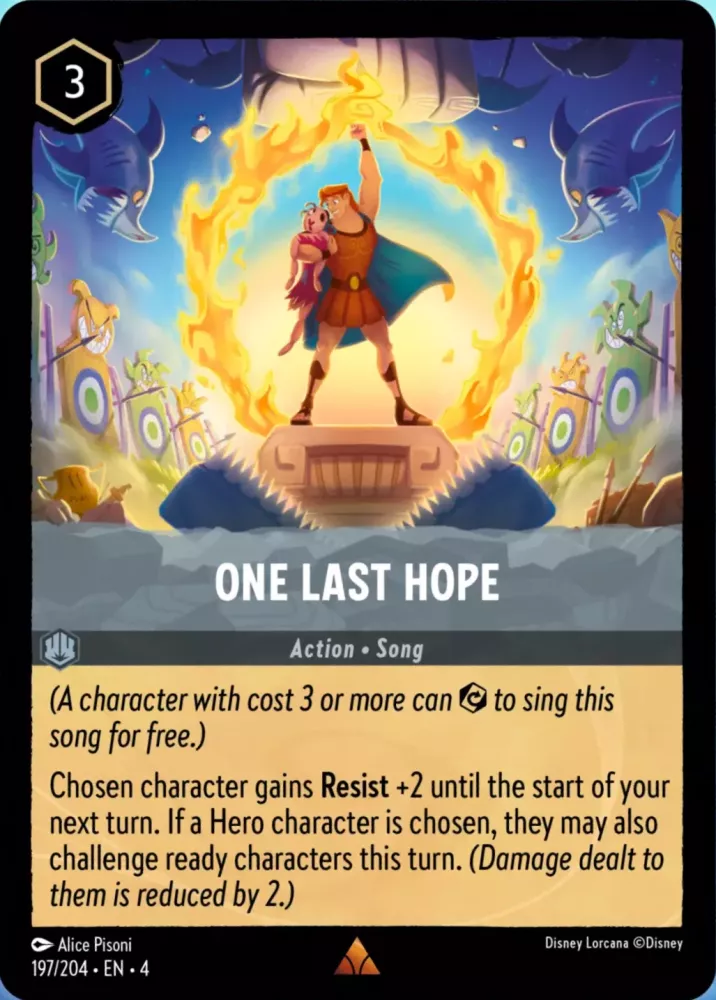 3
ONE LAST HOPE
Action • Song
(A character with cost 3 or more can to sing this
song for free.)
Chosen character gains Resist +2 until the start of your
next turn. If a Hero character is chosen, they may also
challenge ready characters this turn. (Damage dealt to
them is reduced by 2.)
Alice Pisoni
Disney Lorcana ©Disney
197/204 • EN • 4